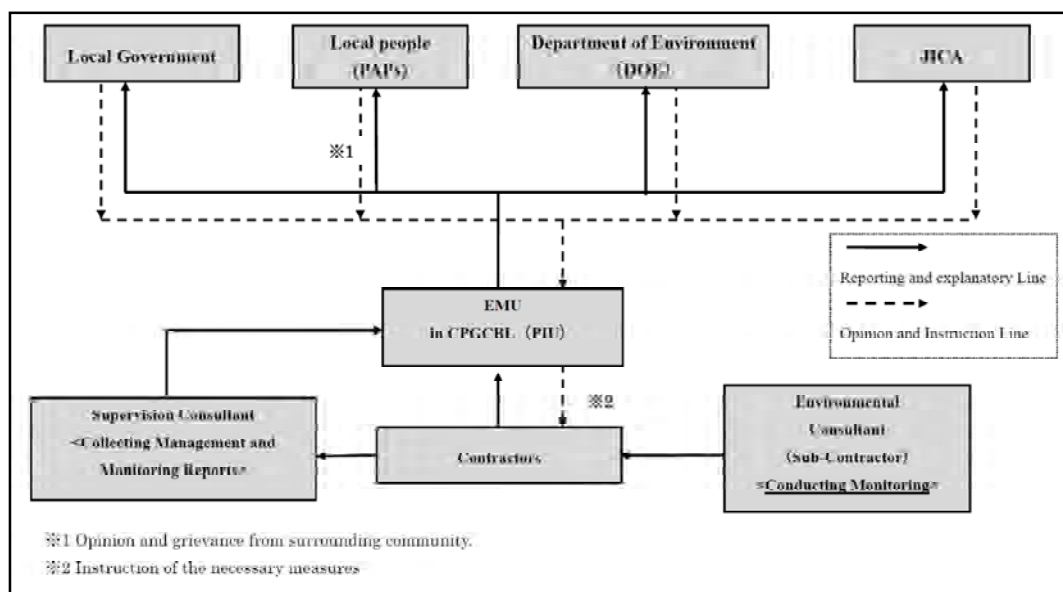 Local Government
Local people
(PAPs)
Department of Environment
(DOE)
JICA
※1
Reporting and explanatory Line
Opinion and Instruction Line
EMU
in CPGCBL (PIU)
※2
Supervision Consultant
<Collecting Management and
Monitoring Reports>
Contractors
Environmental
Consultant
(Sub-Contractor)
<Conducting Monitoring>
※1 Opinion and grievance from surrounding community.
※2 Instruction of the necessary measures